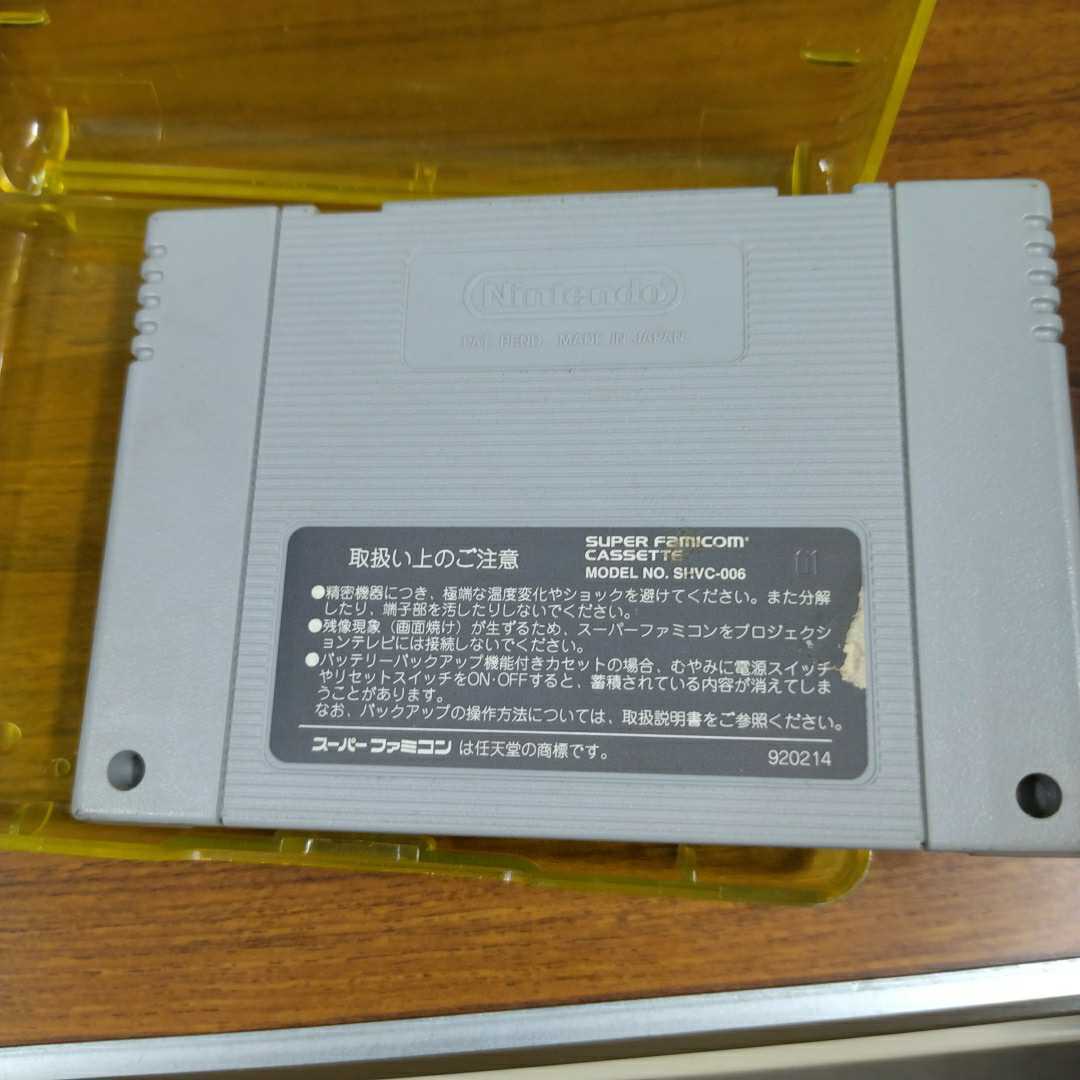 Nintendo
PAT. PEND. MADE IN JAPAN.
取扱い上のご注意
SUPER FAMICOM
CASSETTE
MODEL NO. SHVC-006
●精密機器につき、極端な温度変化やショックを避けてください。また分解
したり、端子部を汚したりしないでください。
●残像現象（画面焼け）が生ずるため、スーパーファミコンをプロジェクシ
ョンテレビには接続しないでください。
●バッテリーバックアップ機能付きカセットの場合、むやみに電源スイッチ
やリセットスイッチをON・OFFすると、蓄積されている内容が消えてしま
うことがあります。
なお、バックアップの操作方法については、取扱説明書をご参照ください。
スーパーファミコンは任天堂の商標です。
920214